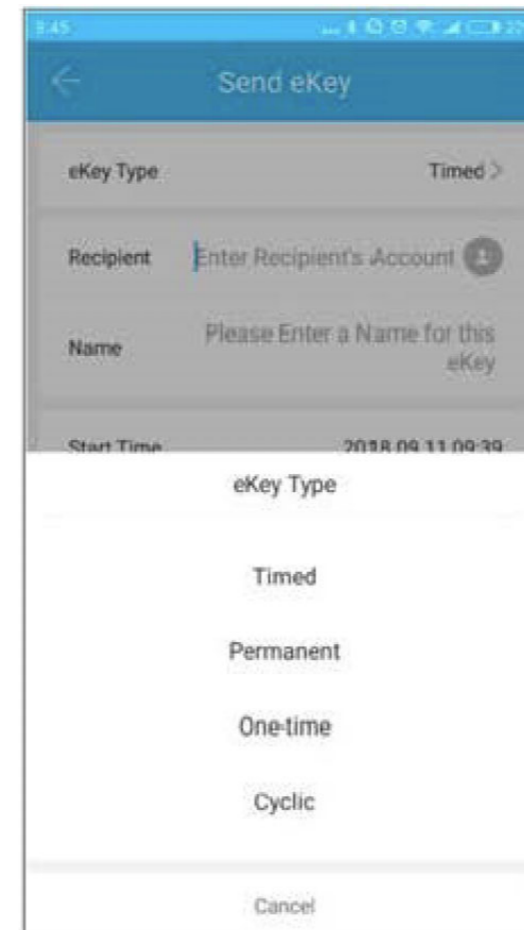 Send eKey
eKey Type Timed >
Recipient Enter Recipient's Account
Name Please Enter a Name for this
eKey
Start Time 2018.09.11 09:39
eKey Type
Timed
Permanent
One-time
Cyclic
Cancel